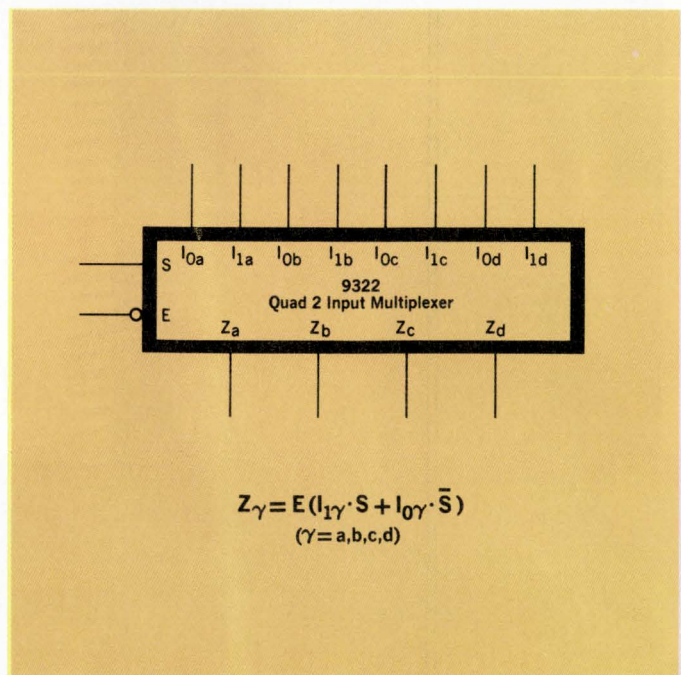 I0a I1a I0b I1b I0c I1c I0d I1d
S
9322
Quad 2 Input Multiplexer
E
Za Zb Zc Zd
Zγ = E (I1γ · S + I0γ · S̅)
(γ = a,b,c,d)